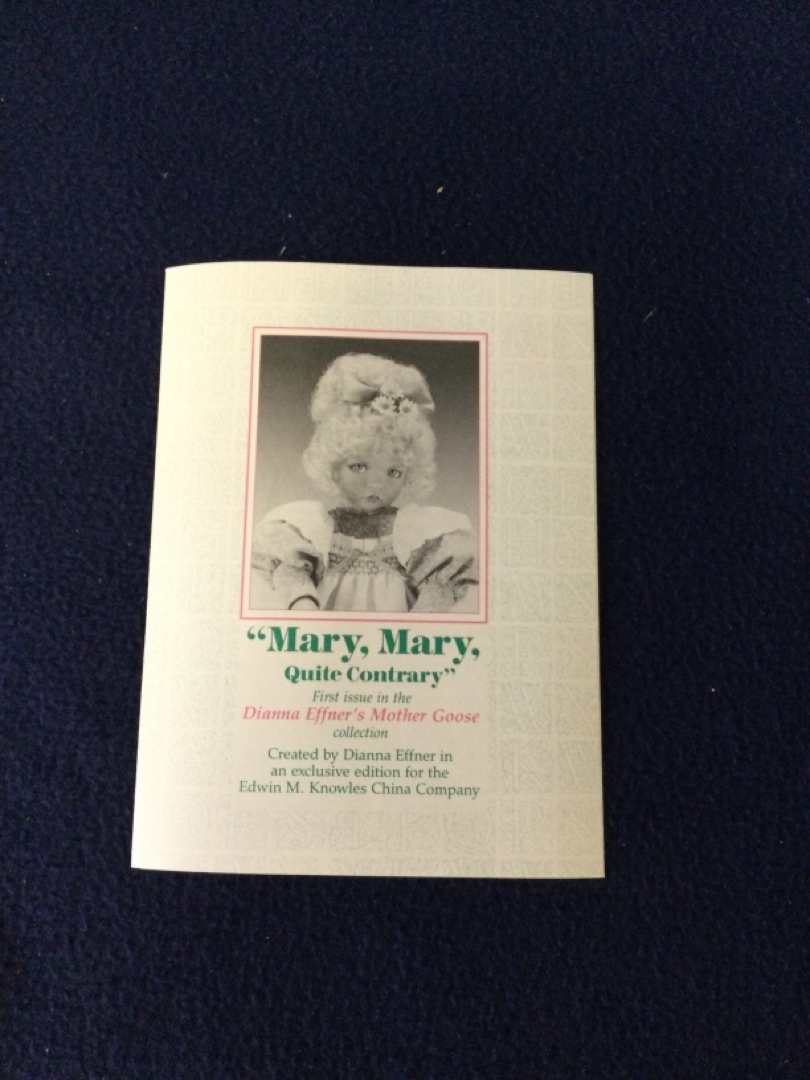 “Mary, Mary,
Quite Contrary”
First issue in the
Dianna Effner's Mother Goose
collection
Created by Dianna Effner in
an exclusive edition for the
Edwin M. Knowles China Company